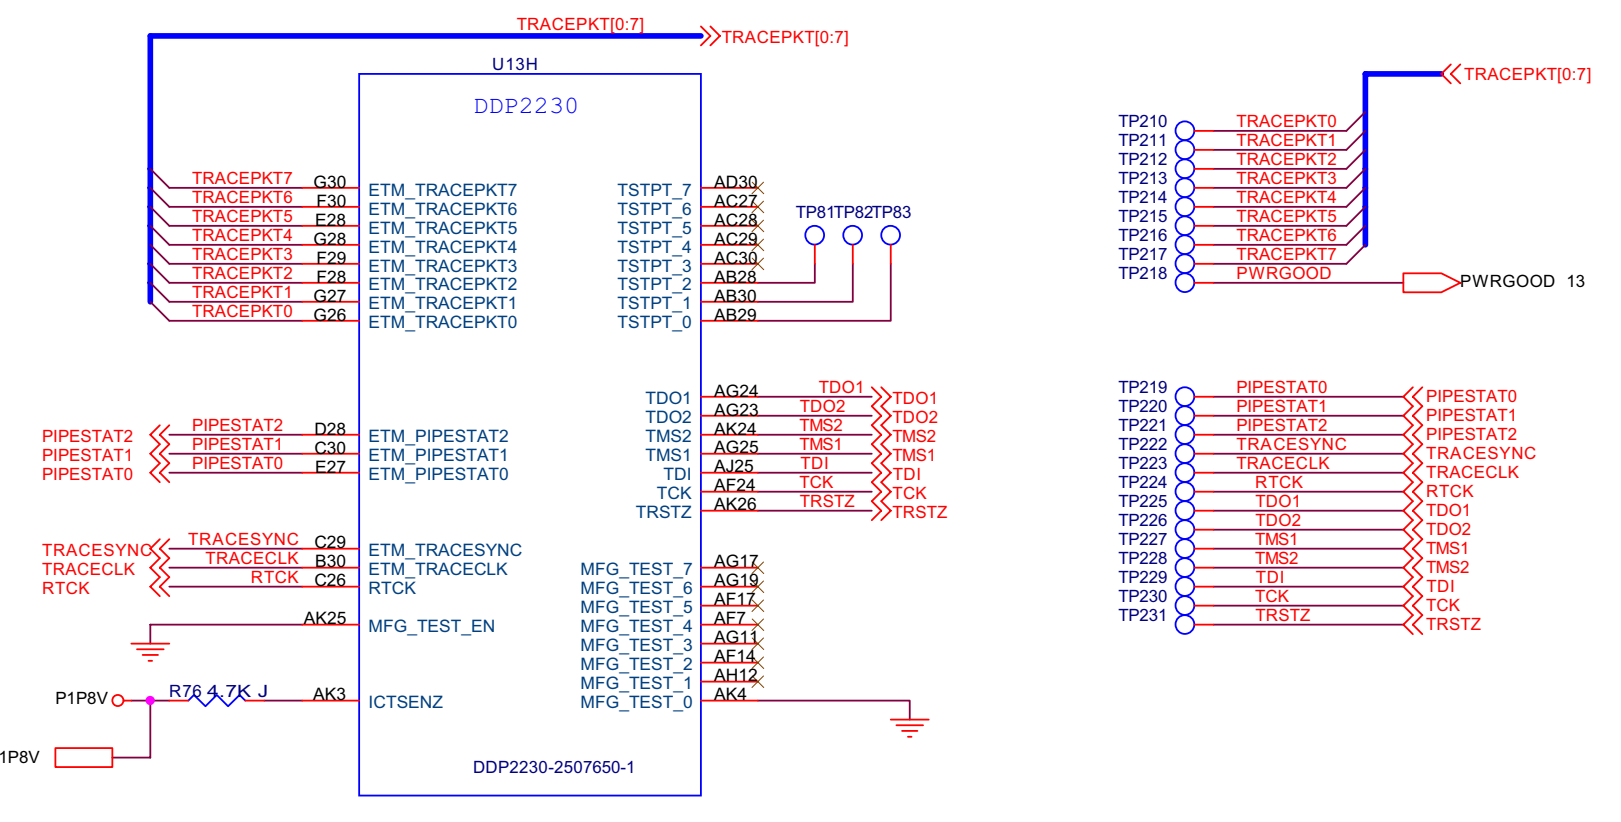 TRACEPKT[0:7]
TRACEPKT[0:7]
U13H
DDP2230
TRACEPKT7 G30 ETM_TRACEPKT7
TRACEPKT6 F30 ETM_TRACEPKT6
TRACEPKT5 E28 ETM_TRACEPKT5
TRACEPKT4 G28 ETM_TRACEPKT4
TRACEPKT3 F29 ETM_TRACEPKT3
TRACEPKT2 F28 ETM_TRACEPKT2
TRACEPKT1 G27 ETM_TRACEPKT1
TRACEPKT0 G26 ETM_TRACEPKT0
PIPESTAT2 PIPESTAT2 D28 ETM_PIPESTAT2
PIPESTAT1 PIPESTAT1 C30 ETM_PIPESTAT1
PIPESTAT0 PIPESTAT0 E27 ETM_PIPESTAT0
TRACESYNC TRACESYNC C29 ETM_TRACESYNC
TRACECLK TRACECLK B30 ETM_TRACECLK
RTCK RTCK C26 RTCK
AK25 MFG_TEST_EN
P1P8V R76 4.7K J AK3 ICTSENZ
1P8V
TSTPT_7 AD30
TSTPT_6 AC27
TSTPT_5 AC28
TSTPT_4 AC29
TSTPT_3 AC30
TSTPT_2 AB28
TSTPT_1 AB30
TSTPT_0 AB29
TP81 TP82 TP83
TDO1 AG24 TDO1 TDO1
TDO2 AG23 TDO2 TDO2
TMS2 AK24 TMS2 TMS2
TMS1 AG25 TMS1 TMS1
TDI AJ25 TDI TDI
TCK AF24 TCK TCK
TRSTZ AK26 TRSTZ TRSTZ
MFG_TEST_7 AG17
MFG_TEST_6 AG19
MFG_TEST_5 AF17
MFG_TEST_4 AF7
MFG_TEST_3 AG11
MFG_TEST_2 AF14
MFG_TEST_1 AH12
MFG_TEST_0 AK4
DDP2230-2507650-1
TRACEPKT[0:7]
TP210 TRACEPKT0
TP211 TRACEPKT1
TP212 TRACEPKT2
TP213 TRACEPKT3
TP214 TRACEPKT4
TP215 TRACEPKT5
TP216 TRACEPKT6
TP217 TRACEPKT7
TP218 PWRGOOD PWRGOOD 13
TP219 PIPESTAT0 PIPESTAT0
TP220 PIPESTAT1 PIPESTAT1
TP221 PIPESTAT2 PIPESTAT2
TP222 TRACESYNC TRACESYNC
TP223 TRACECLK TRACECLK
TP224 RTCK RTCK
TP225 TDO1 TDO1
TP226 TDO2 TDO2
TP227 TMS1 TMS1
TP228 TMS2 TMS2
TP229 TDI TDI
TP230 TCK TCK
TP231 TRSTZ TRSTZ